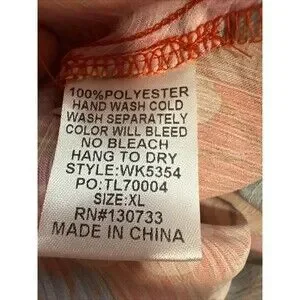 100%POLYESTER
HAND WASH COLD
WASH SEPARATELY
COLOR WILL BLEED
NO BLEACH
HANG TO DRY
STYLE:WK5354
PO:TL70004
SIZE:XL
RN#130733
MADE IN CHINA